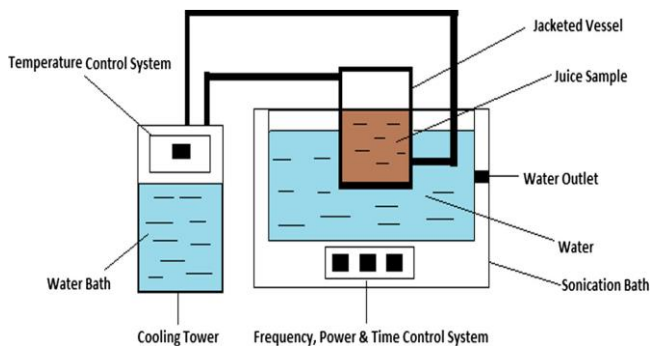 Jacketed Vessel
Temperature Control System
Juice Sample
Water Outlet
Water
Water Bath
Sonication Bath
Cooling Tower
Frequency, Power & Time Control System